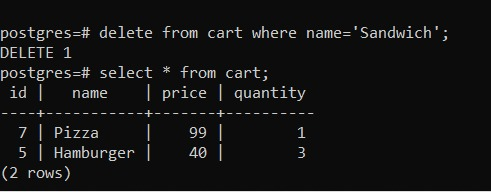 postgres=# delete from cart where name='Sandwich';
DELETE 1
postgres=# select * from cart;
 id |   name    | price | quantity
----+-----------+-------+----------
  7 | Pizza     |    99 |        1
  5 | Hamburger |    40 |        3
(2 rows)